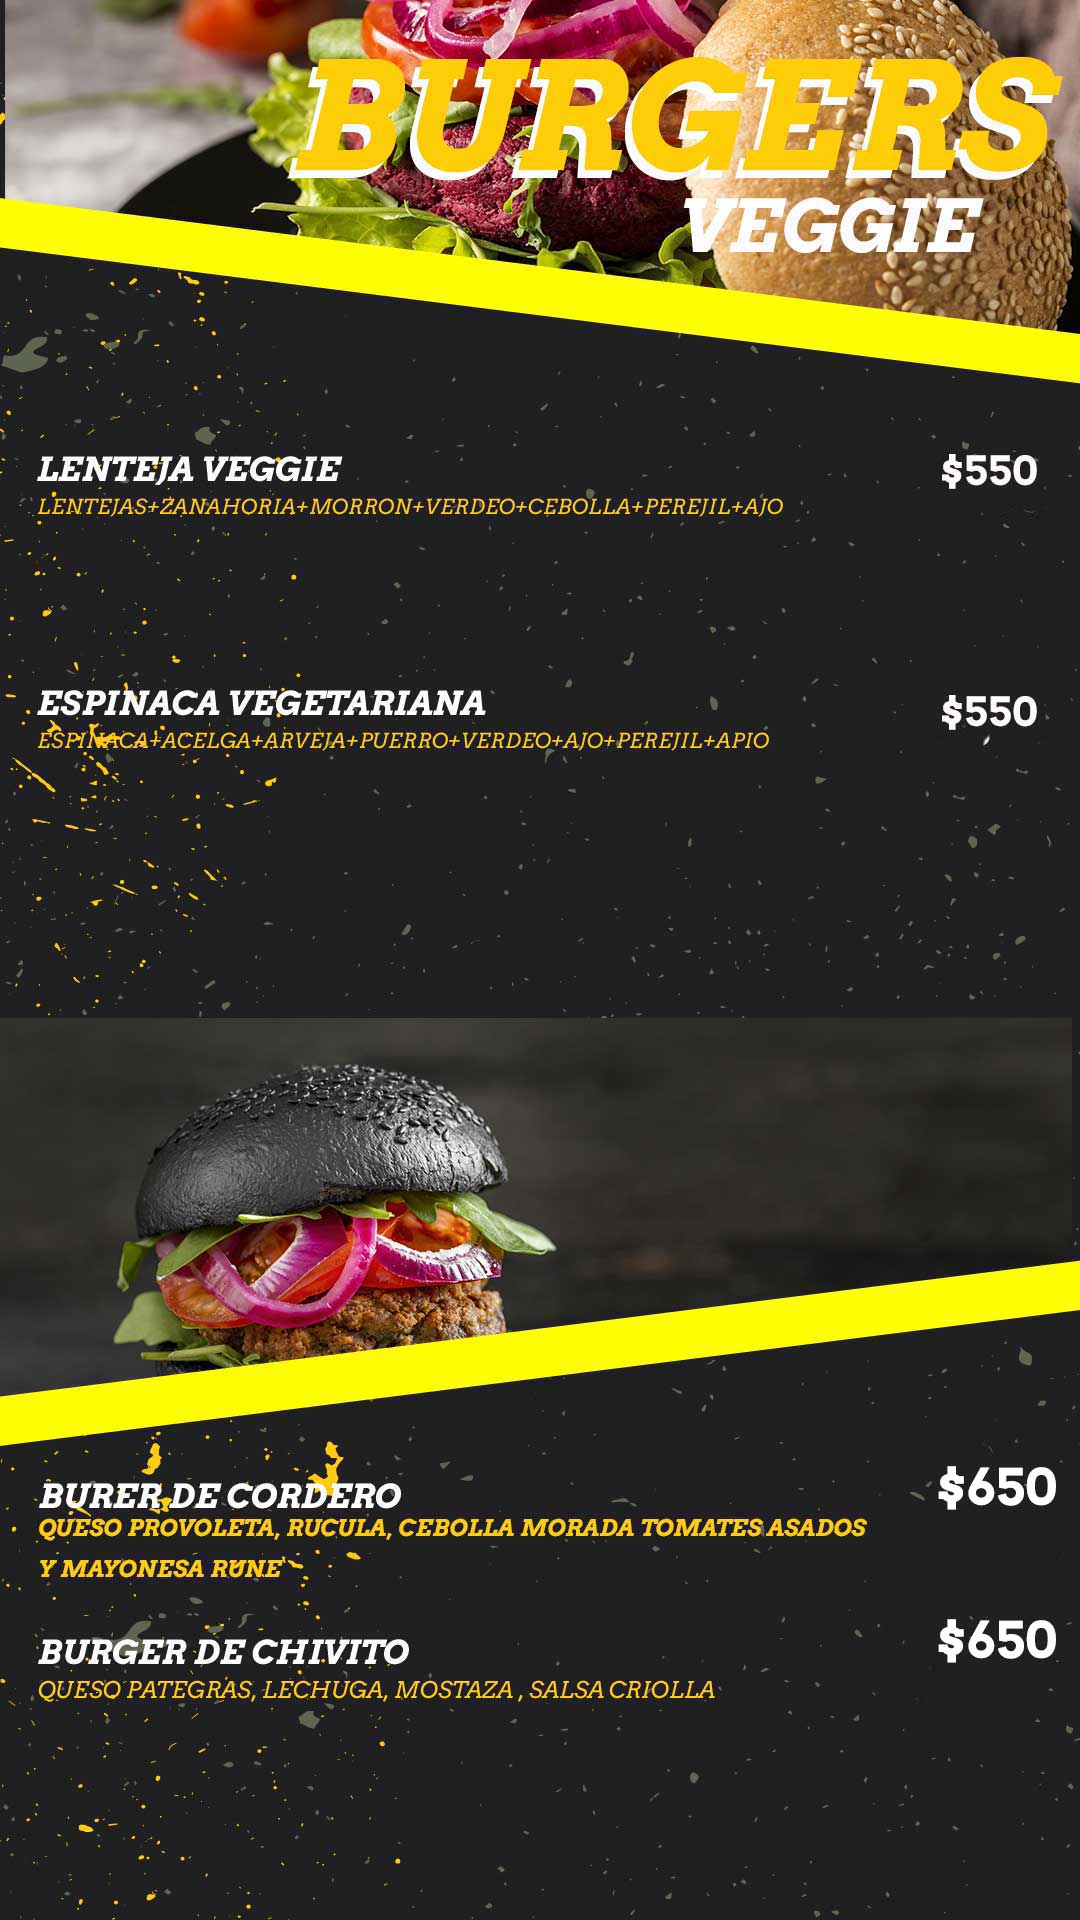 BURGERS
VEGGIE
LENTEJA VEGGIE $550
LENTEJAS+ZANAHORIA+MORRON+VERDEO+CEBOLLA+PEREJIL+AJO
ESPINACA VEGETARIANA $550
ESPINACA+ACELGA+ARVEJA+PUERRO+VERDEO+AJO+PEREJIL+APIO
BURER DE CORDERO $650
QUESO PROVOLETA, RUCULA, CEBOLLA MORADA TOMATES ASADOS
Y MAYONESA RUNE
BURGER DE CHIVITO $650
QUESO PATEGRAS, LECHUGA, MOSTAZA , SALSA CRIOLLA